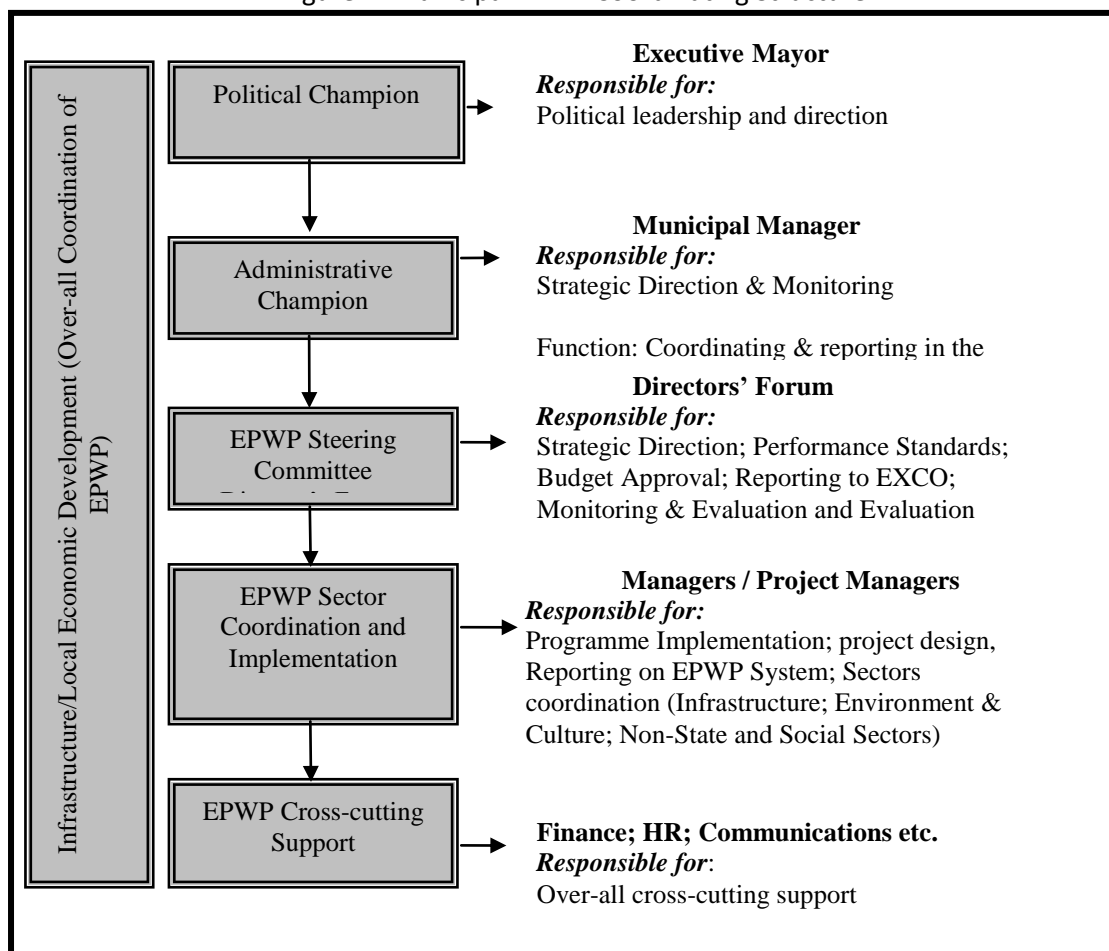 Infrastructure/Local Economic Development (Over-all Coordination of
EPWP)
Political Champion
Executive Mayor
Responsible for:
Political leadership and direction
Administrative
Champion
Municipal Manager
Responsible for:
Strategic Direction & Monitoring
Function: Coordinating & reporting in the
EPWP Steering
Committee
Directors’ Forum
Responsible for:
Strategic Direction; Performance Standards;
Budget Approval; Reporting to EXCO;
Monitoring & Evaluation and Evaluation
EPWP Sector
Coordination and
Implementation
Managers / Project Managers
Responsible for:
Programme Implementation; project design,
Reporting on EPWP System; Sectors
coordination (Infrastructure; Environment &
Culture; Non-State and Social Sectors)
EPWP Cross-cutting
Support
Finance; HR; Communications etc.
Responsible for:
Over-all cross-cutting support